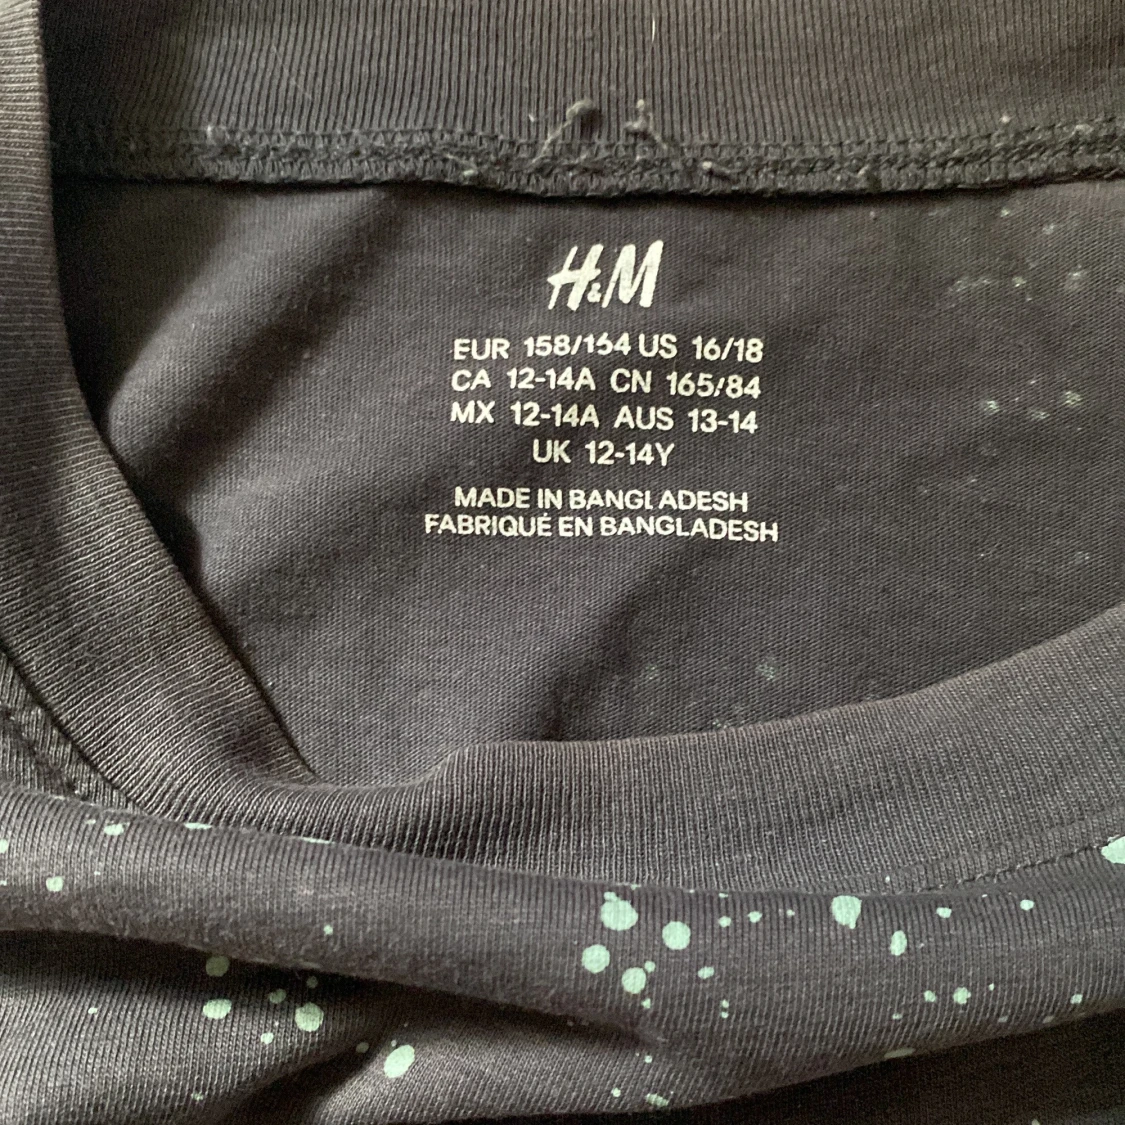 H&M
EUR 158/164 US 16/18
CA 12-14A CN 165/84
MX 12-14A AUS 13-14
UK 12-14Y
MADE IN BANGLADESH
FABRIQUÉ EN BANGLADESH